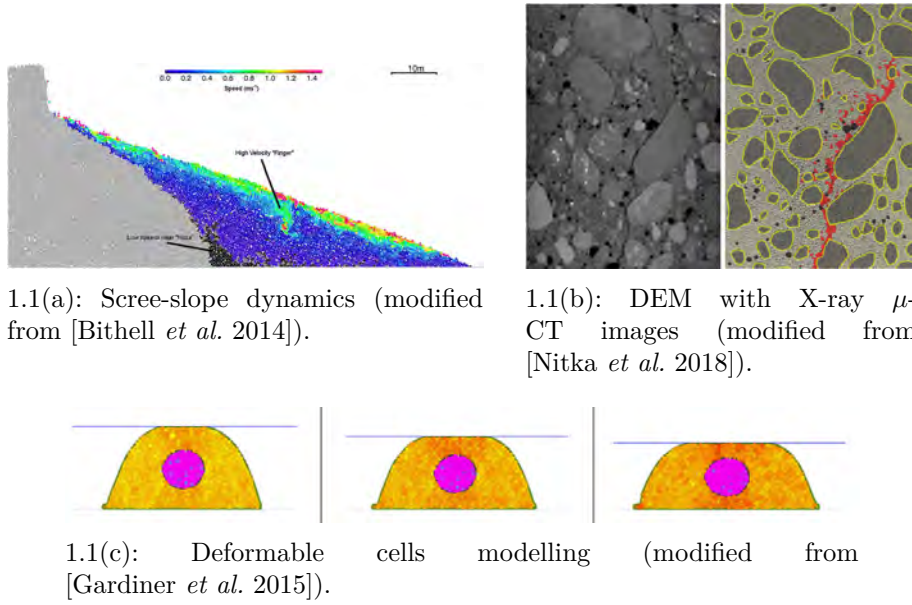 10m
0.0 0.2 0.4 0.6 0.8 1.0 1.2 1.4
Speed (ms⁻¹)
High Velocity "Finger"
1.1(a): Scree-slope dynamics (modified
from [Bithell et al. 2014]).
1.1(b): DEM with X-ray μ-
CT images (modified from
[Nitka et al. 2018]).
1.1(c): Deformable cells modelling (modified from
[Gardiner et al. 2015]).